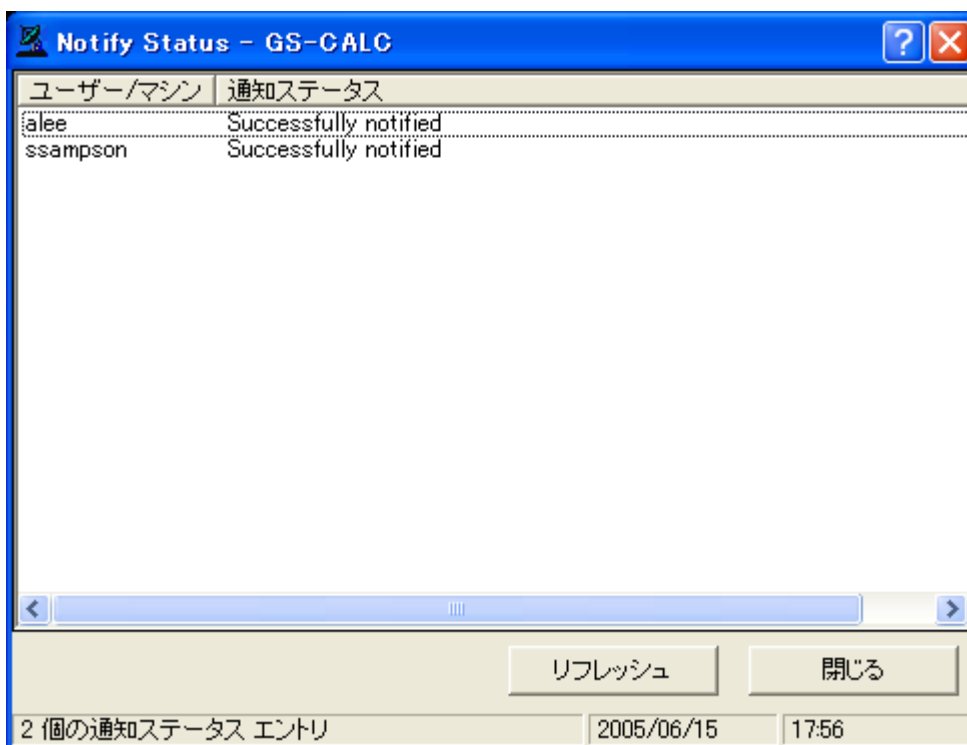 Notify Status - GS-CALC
ユーザー/マシン 通知ステータス
alee Successfully notified
ssampson Successfully notified
リフレッシュ 閉じる
2 個の通知ステータス エントリ 2005/06/15 17:56